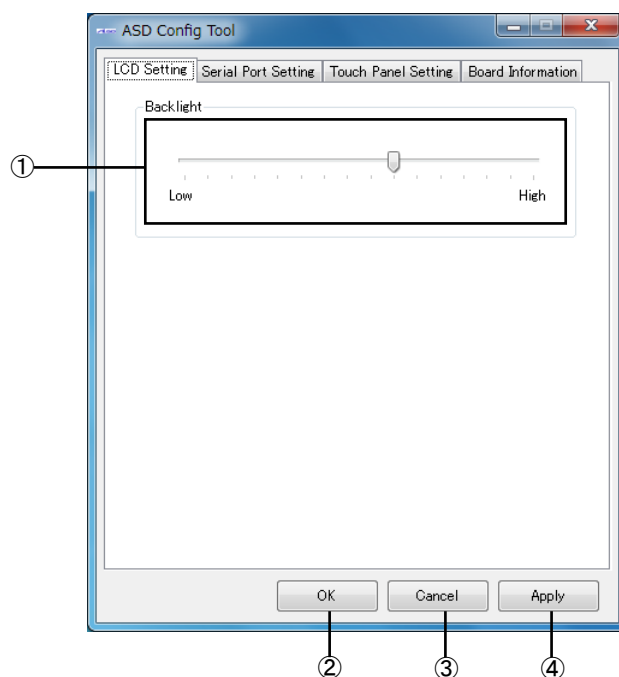 ASD Config Tool
LCD Setting Serial Port Setting Touch Panel Setting Board Information
Backlight
①
Low High
OK Cancel Apply
② ③ ④